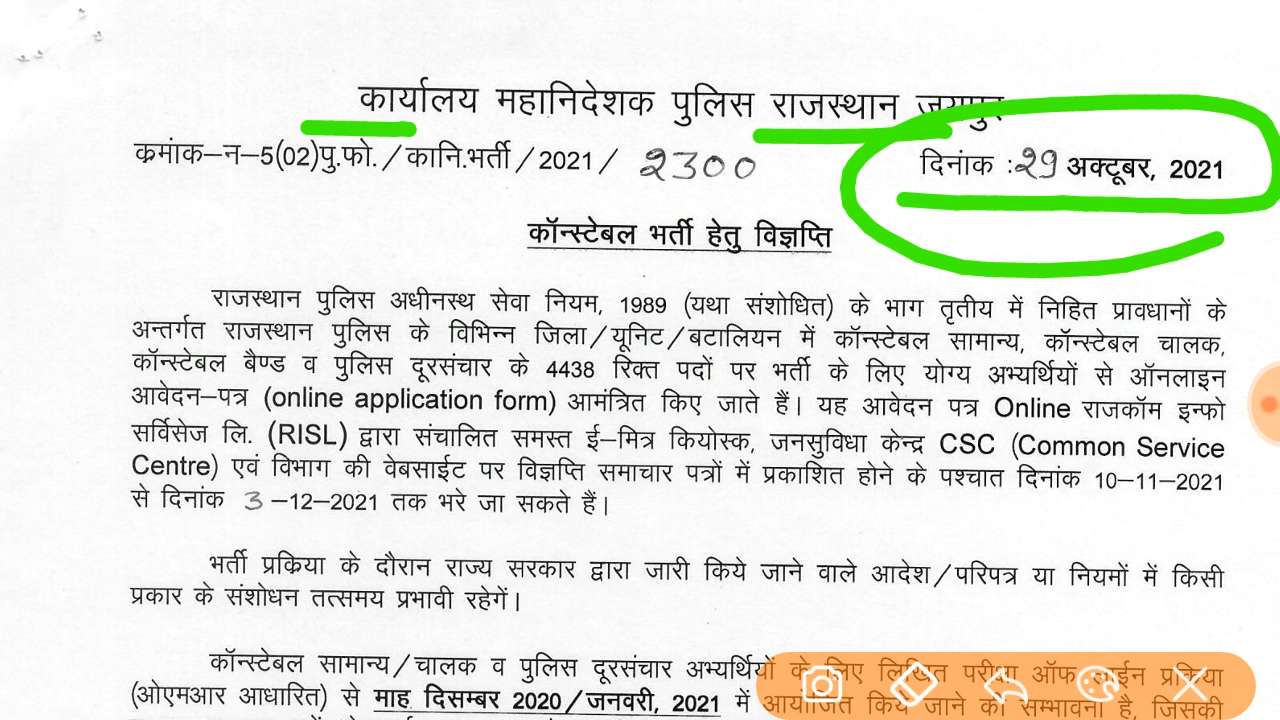 कार्यालय महानिदेशक पुलिस राजस्थान जयपुर
क्रमांक–न–5(02)पु.फो./कानि.भर्ती/2021/ 2300 दिनांक :29 अक्टूबर, 2021
कॉन्स्टेबल भर्ती हेतु विज्ञप्ति
राजस्थान पुलिस अधीनस्थ सेवा नियम, 1989 (यथा संशोधित) के भाग तृतीय में निहित प्रावधानों के
अन्तर्गत राजस्थान पुलिस के विभिन्न जिला/यूनिट/बटालियन में कॉन्स्टेबल सामान्य, कॉन्स्टेबल चालक,
कॉन्स्टेबल बैण्ड व पुलिस दूरसंचार के 4438 रिक्त पदों पर भर्ती के लिए योग्य अभ्यर्थियों से ऑनलाइन
आवेदन–पत्र (online application form) आमंत्रित किए जाते हैं। यह आवेदन पत्र Online राजकॉम इन्फो
सर्विसेज लि. (RISL) द्वारा संचालित समस्त ई–मित्र कियोस्क, जनसुविधा केन्द्र CSC (Common Service
Centre) एवं विभाग की वेबसाईट पर विज्ञप्ति समाचार पत्रों में प्रकाशित होने के पश्चात दिनांक 10–11–2021
से दिनांक 3 –12–2021 तक भरे जा सकते हैं।
भर्ती प्रक्रिया के दौरान राज्य सरकार द्वारा जारी किये जाने वाले आदेश/परिपत्र या नियमों में किसी
प्रकार के संशोधन तत्समय प्रभावी रहेगें।
कॉन्स्टेबल सामान्य/चालक व पुलिस दूरसंचार अभ्यर्थियों के लिए लिखित परीक्षा ऑफ लाईन प्रक्रिया
(ओएमआर आधारित) से माह दिसम्बर 2020/जनवरी, 2021 में आयोजित किये जाने की सम्भावना है, जिसकी